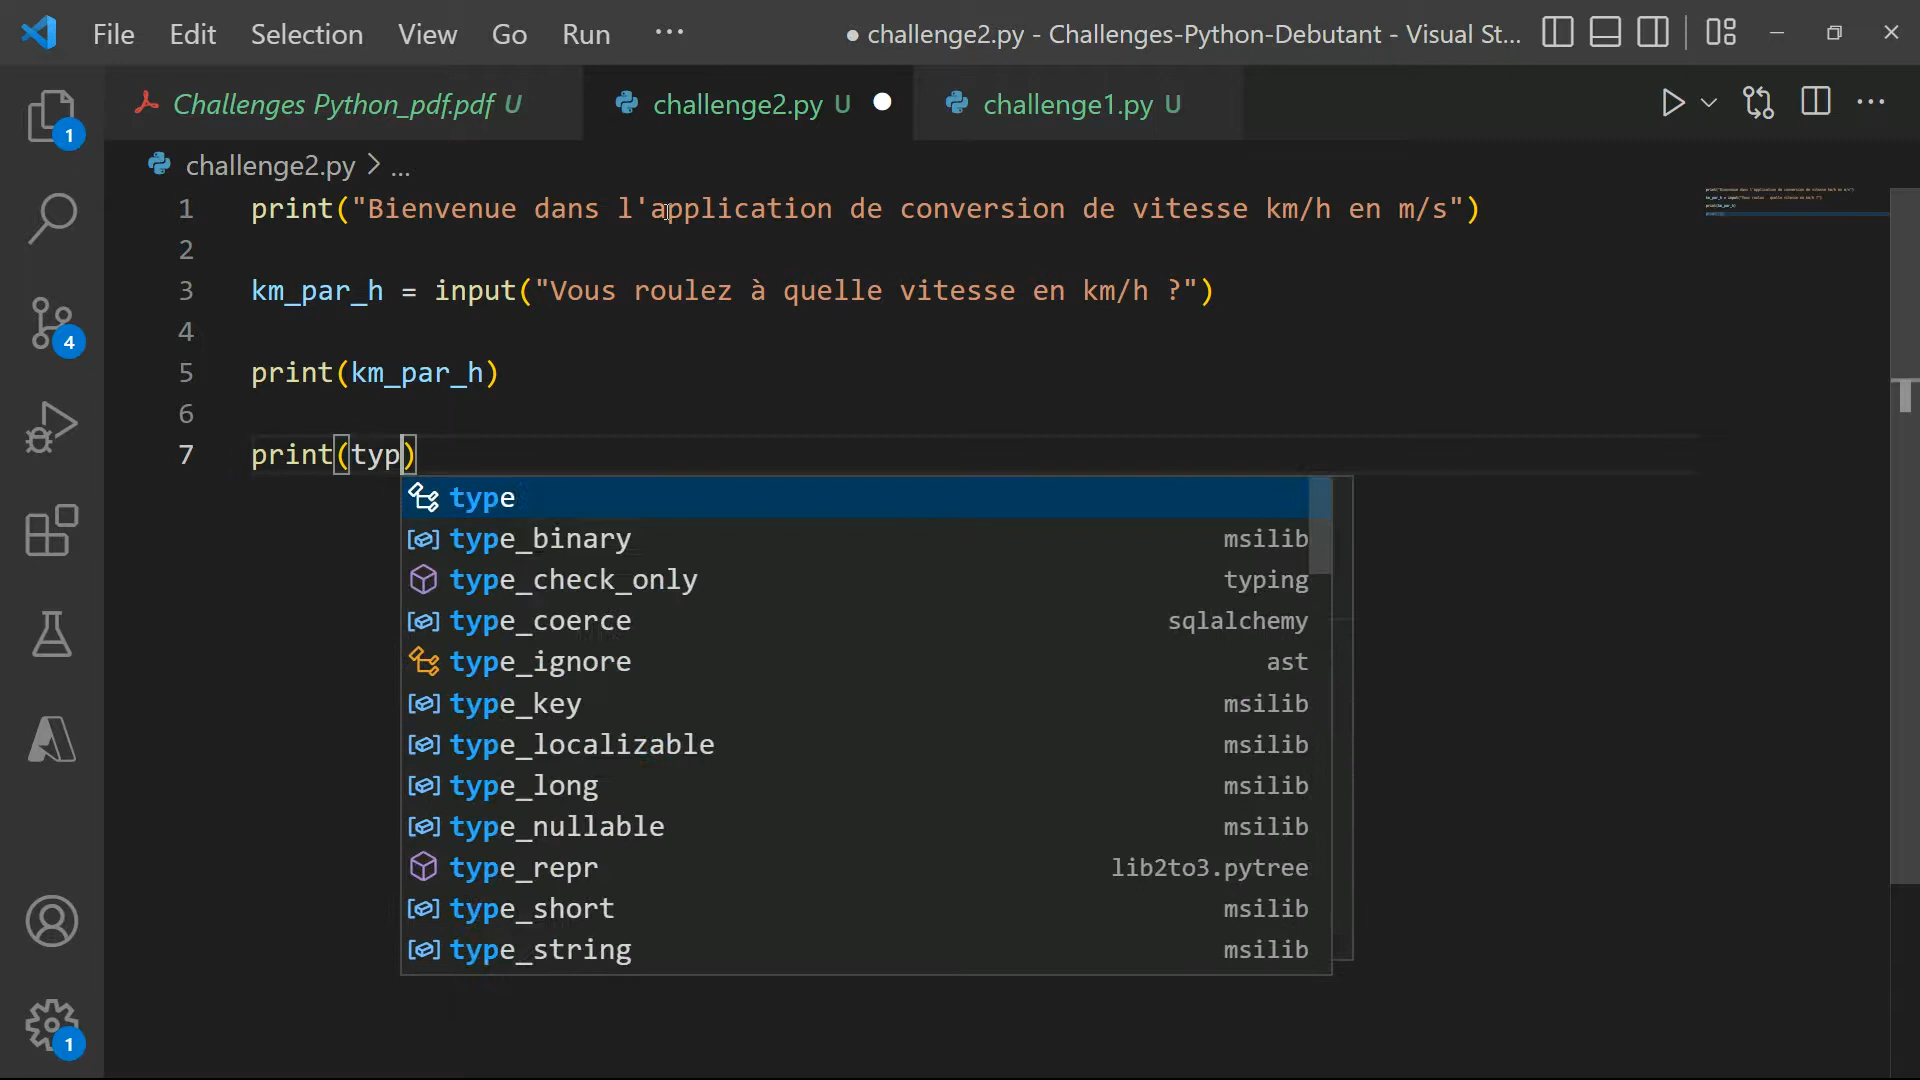 File Edit Selection View Go Run ··· ● challenge2.py - Challenges-Python-Debutant - Visual St...
Challenges Python_pdf.pdf U challenge2.py U ● challenge1.py U
challenge2.py > ...
1 print("Bienvenue dans l'application de conversion de vitesse km/h en m/s")
2
3 km_par_h = input("Vous roulez à quelle vitesse en km/h ?")
4
5 print(km_par_h)
6
7 print(typ)
type
type_binary msilib
type_check_only typing
type_coerce sqlalchemy
type_ignore ast
type_key msilib
type_localizable msilib
type_long msilib
type_nullable msilib
type_repr lib2to3.pytree
type_short msilib
type_string msilib
1
4
1